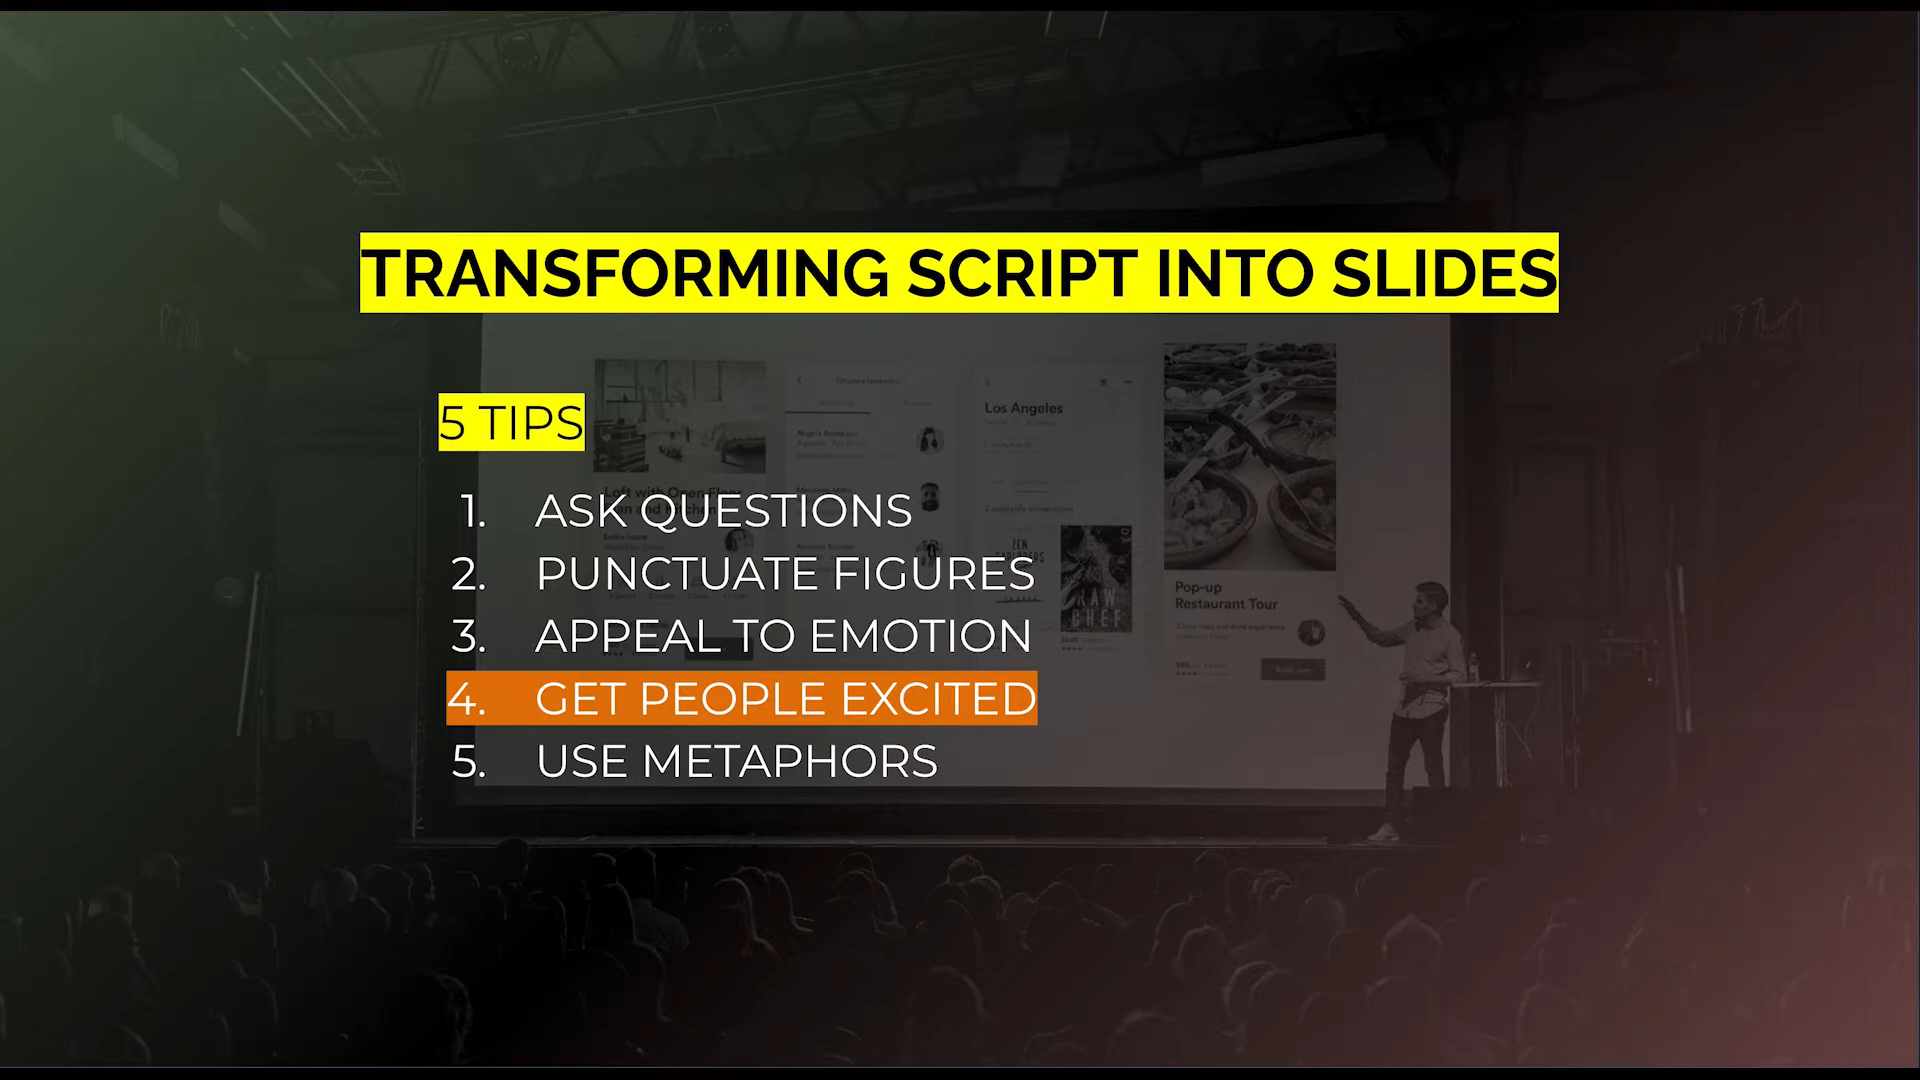 TRANSFORMING SCRIPT INTO SLIDES
5 TIPS
1. ASK QUESTIONS
2. PUNCTUATE FIGURES
3. APPEAL TO EMOTION
4. GET PEOPLE EXCITED
5. USE METAPHORS
Los Angeles
ZEN
RAW
CHEF
Pop-up
Restaurant Tour